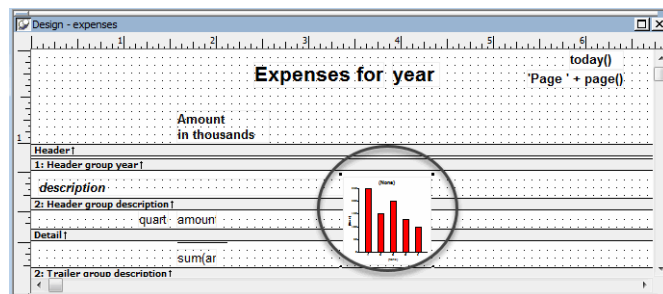 Design - expenses
1 2 3 4 5 6
today()
Expenses for year
'Page ' + page()
Amount
in thousands
1
Header↑
1: Header group year↑
description
(None)
2: Header group description↑
quart amoun
Detail↑
sum(ar
2: Trailer group description↑